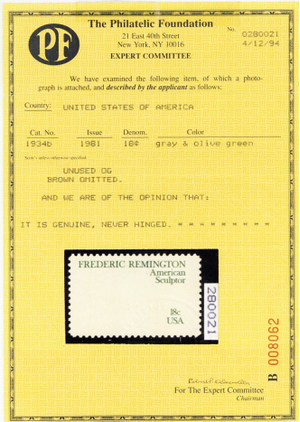 PF
The Philatelic Foundation
21 East 40th Street
New York, NY 10016
EXPERT COMMITTEE
No. 0280021
4/12/94
We have examined the following item, of which a photo-
graph is attached, and described by the applicant as follows:
Country: UNITED STATES OF AMERICA
Cat. No. Issue Denom. Color
1934b 1981 18¢ gray & olive green
UNUSED OG
BROWN OMITTED.
AND WE ARE OF THE OPINION THAT:
IT IS GENUINE, NEVER HINGED.
FREDERIC REMINGTON
American
Sculptor
18c
USA
280021
B 008062
For The Expert Committee
Chairman